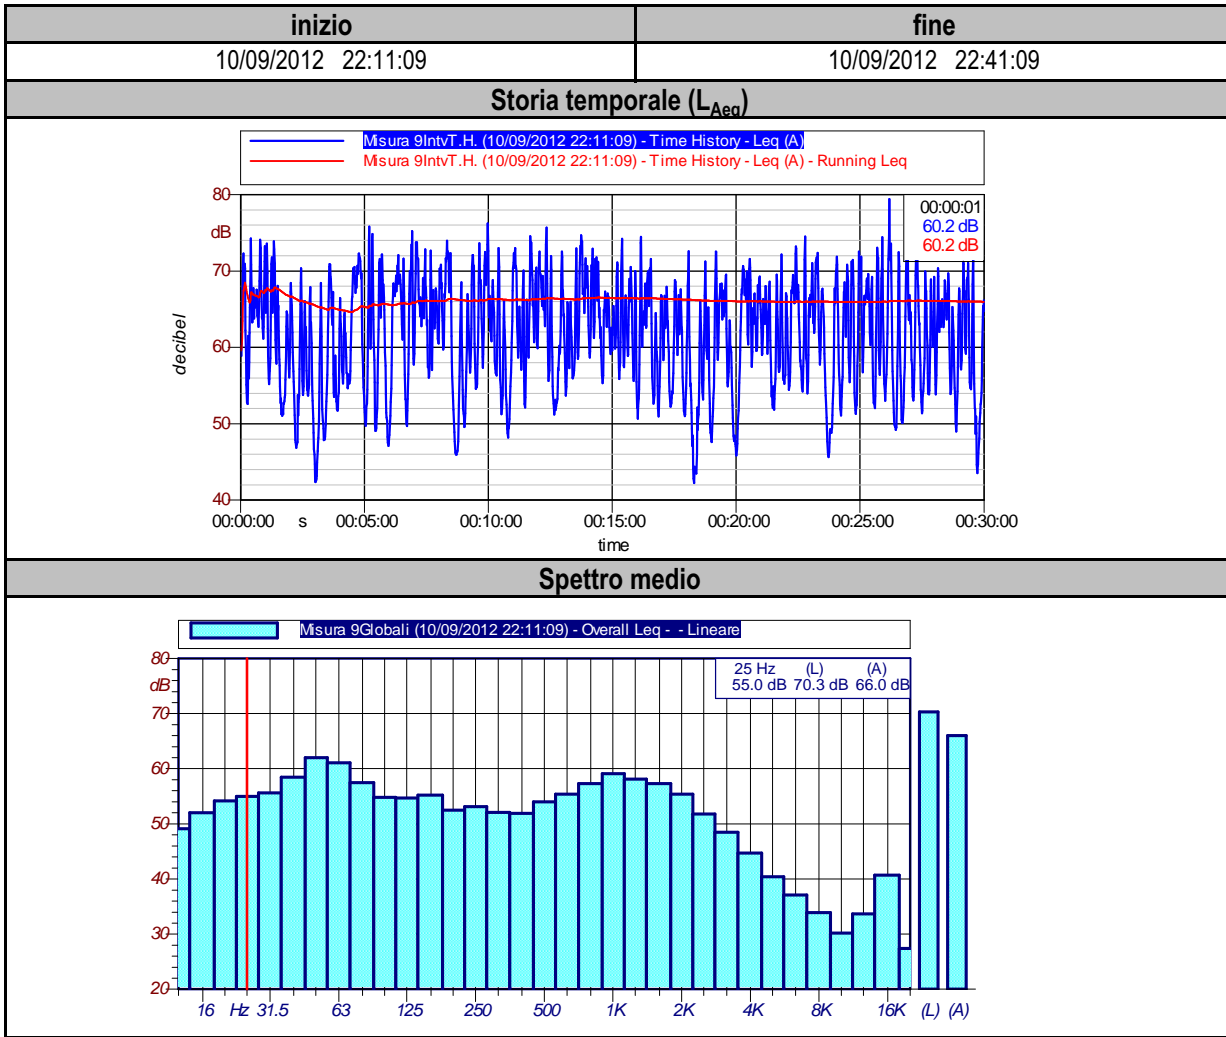 inizio fine
10/09/2012 22:11:09 10/09/2012 22:41:09
Storia temporale (LAeq)
Misura 9IntvT.H. (10/09/2012 22:11:09) - Time History - Leq (A)
Misura 9IntvT.H. (10/09/2012 22:11:09) - Time History - Leq (A) - Running Leq
80
dB
70
60
50
40
decibel
00:00:01
60.2 dB
60.2 dB
00:00:00 s 00:05:00 00:10:00 00:15:00 00:20:00 00:25:00 00:30:00
time
Spettro medio
Misura 9Globali (10/09/2012 22:11:09) - Overall Leq - - Lineare
80
dB
70
60
50
40
30
20
25 Hz (L) (A)
55.0 dB 70.3 dB 66.0 dB
16 Hz 31.5 63 125 250 500 1K 2K 4K 8K 16K (L) (A)